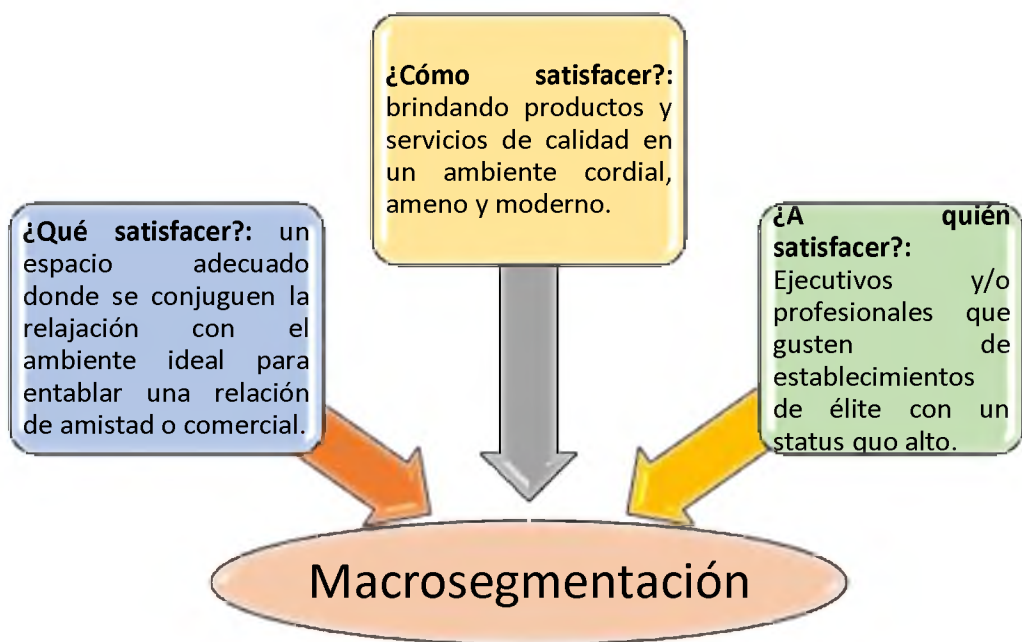 ¿Cómo satisfacer?:
brindando productos y
servicios de calidad en
un ambiente cordial,
ameno y moderno.
¿Qué satisfacer?: un
espacio adecuado
donde se conjuguen la
relajación con el
ambiente ideal para
entablar una relación
de amistad o comercial.
¿A quién
satisfacer?:
Ejecutivos y/o
profesionales que
gusten de
establecimientos
de élite con un
status quo alto.
Macrosegmentación